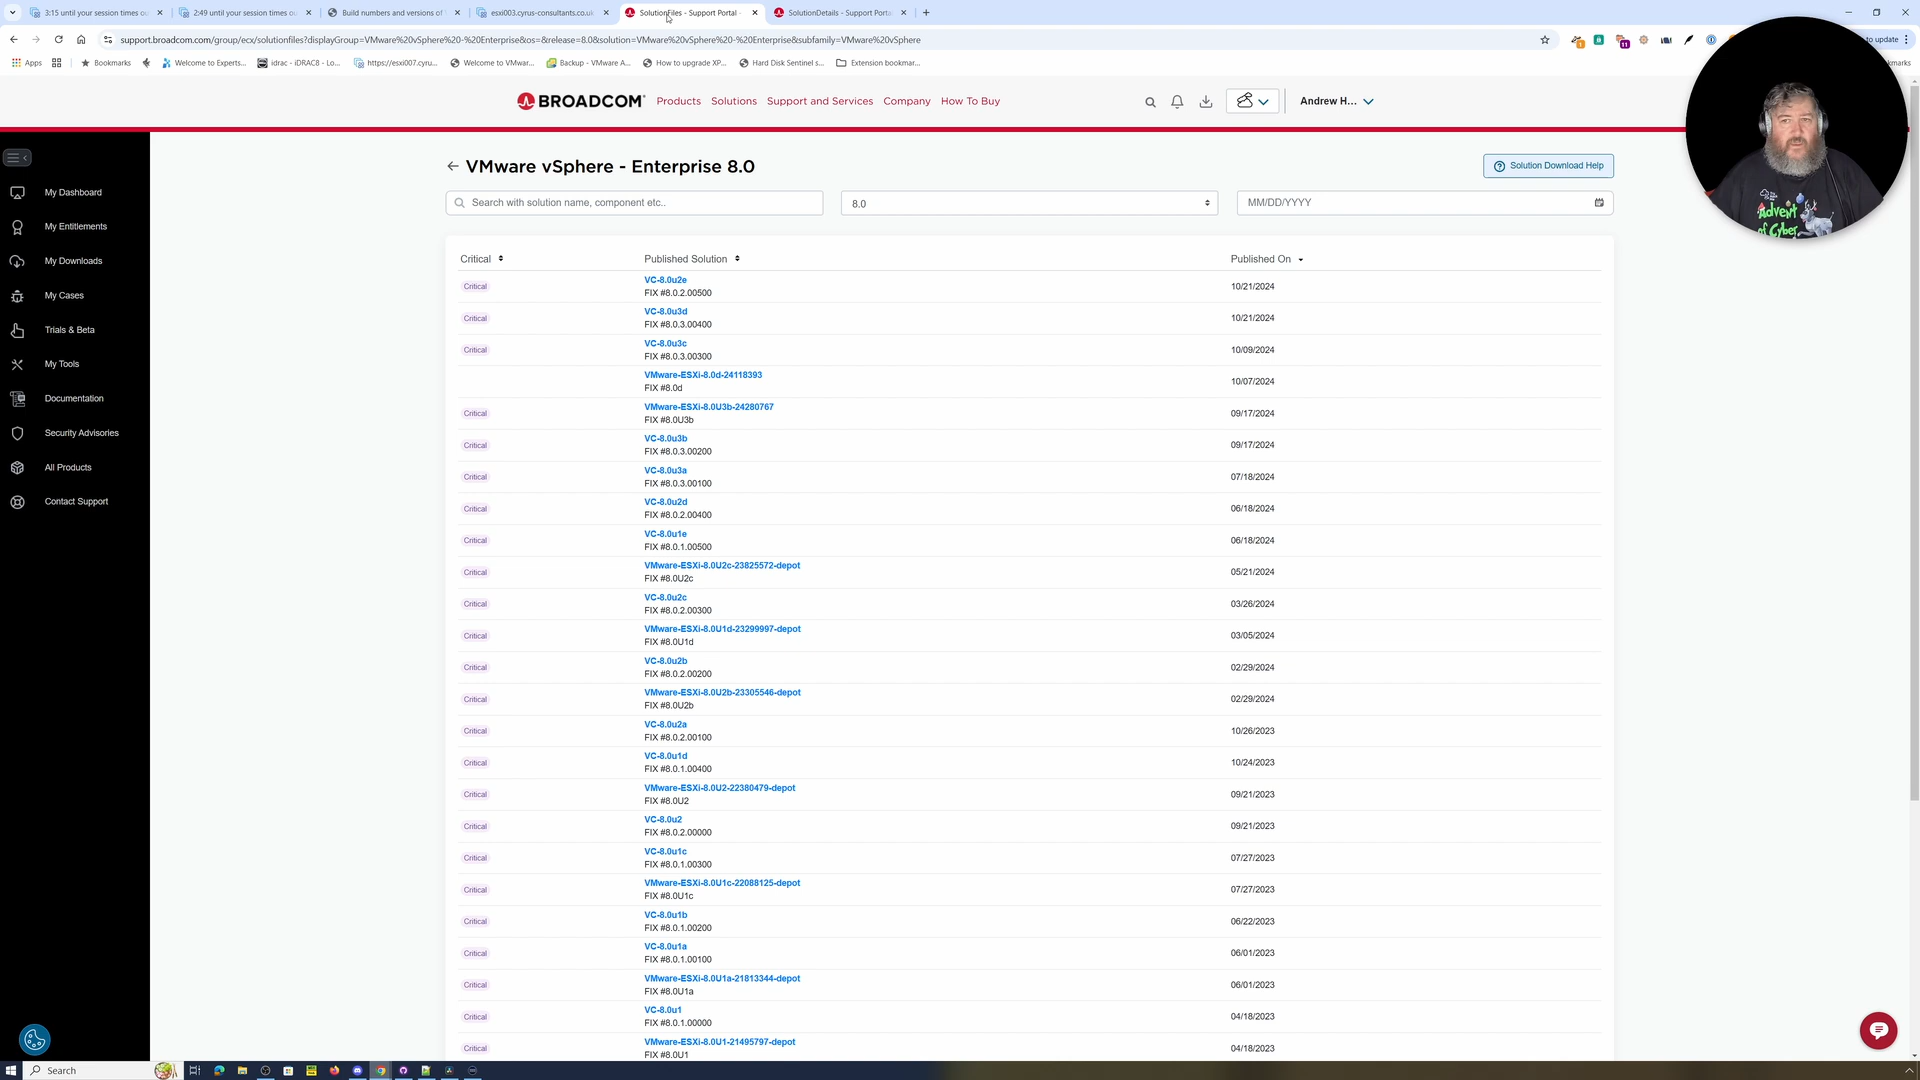 3:15 until your session times ou
2:49 until your session times ou
Build numbers and versions of
esxi003.cyrus-consultants.co.uk
SolutionFiles - Support Portal -
SolutionDetails - Support Porta
support.broadcom.com/group/ecx/solutionfiles?displayGroup=VMware%20vSphere%20-%20Enterprise&os=&release=8.0&solution=VMware%20vSphere%20-%20Enterprise&subfamily=VMware%20vSphere
to update
Apps
Bookmarks
Welcome to Experts...
idrac - iDRAC8 - Lo...
https://esxi007.cyru...
Welcome to VMwar...
Backup - VMware A...
How to upgrade XP...
Hard Disk Sentinel s...
Extension bookmar...
BROADCOM
Products
Solutions
Support and Services
Company
How To Buy
Andrew H...
VMware vSphere - Enterprise 8.0
Solution Download Help
Search with solution name, component etc..
8.0
MM/DD/YYYY
My Dashboard
My Entitlements
My Downloads
My Cases
Trials & Beta
My Tools
Documentation
Security Advisories
All Products
Contact Support
Critical
Published Solution
Published On
Critical
VC-8.0u2e
FIX #8.0.2.00500
10/21/2024
Critical
VC-8.0u3d
FIX #8.0.3.00400
10/21/2024
Critical
VC-8.0u3c
FIX #8.0.3.00300
10/09/2024
VMware-ESXi-8.0d-24118393
FIX #8.0d
10/07/2024
Critical
VMware-ESXi-8.0U3b-24280767
FIX #8.0U3b
09/17/2024
Critical
VC-8.0u3b
FIX #8.0.3.00200
09/17/2024
Critical
VC-8.0u3a
FIX #8.0.3.00100
07/18/2024
Critical
VC-8.0u2d
FIX #8.0.2.00400
06/18/2024
Critical
VC-8.0u1e
FIX #8.0.1.00500
06/18/2024
Critical
VMware-ESXi-8.0U2c-23825572-depot
FIX #8.0U2c
05/21/2024
Critical
VC-8.0u2c
FIX #8.0.2.00300
03/26/2024
Critical
VMware-ESXi-8.0U1d-23299997-depot
FIX #8.0U1d
03/05/2024
Critical
VC-8.0u2b
FIX #8.0.2.00200
02/29/2024
Critical
VMware-ESXi-8.0U2b-23305546-depot
FIX #8.0U2b
02/29/2024
Critical
VC-8.0u2a
FIX #8.0.2.00100
10/26/2023
Critical
VC-8.0u1d
FIX #8.0.1.00400
10/24/2023
Critical
VMware-ESXi-8.0U2-22380479-depot
FIX #8.0U2
09/21/2023
Critical
VC-8.0u2
FIX #8.0.2.00000
09/21/2023
Critical
VC-8.0u1c
FIX #8.0.1.00300
07/27/2023
Critical
VMware-ESXi-8.0U1c-22088125-depot
FIX #8.0U1c
07/27/2023
Critical
VC-8.0u1b
FIX #8.0.1.00200
06/22/2023
Critical
VC-8.0u1a
FIX #8.0.1.00100
06/01/2023
Critical
VMware-ESXi-8.0U1a-21813344-depot
FIX #8.0U1a
06/01/2023
Critical
VC-8.0u1
FIX #8.0.1.00000
04/18/2023
Critical
VMware-ESXi-8.0U1-21495797-depot
FIX #8.0U1
04/18/2023
Advent
of Cyber
Search